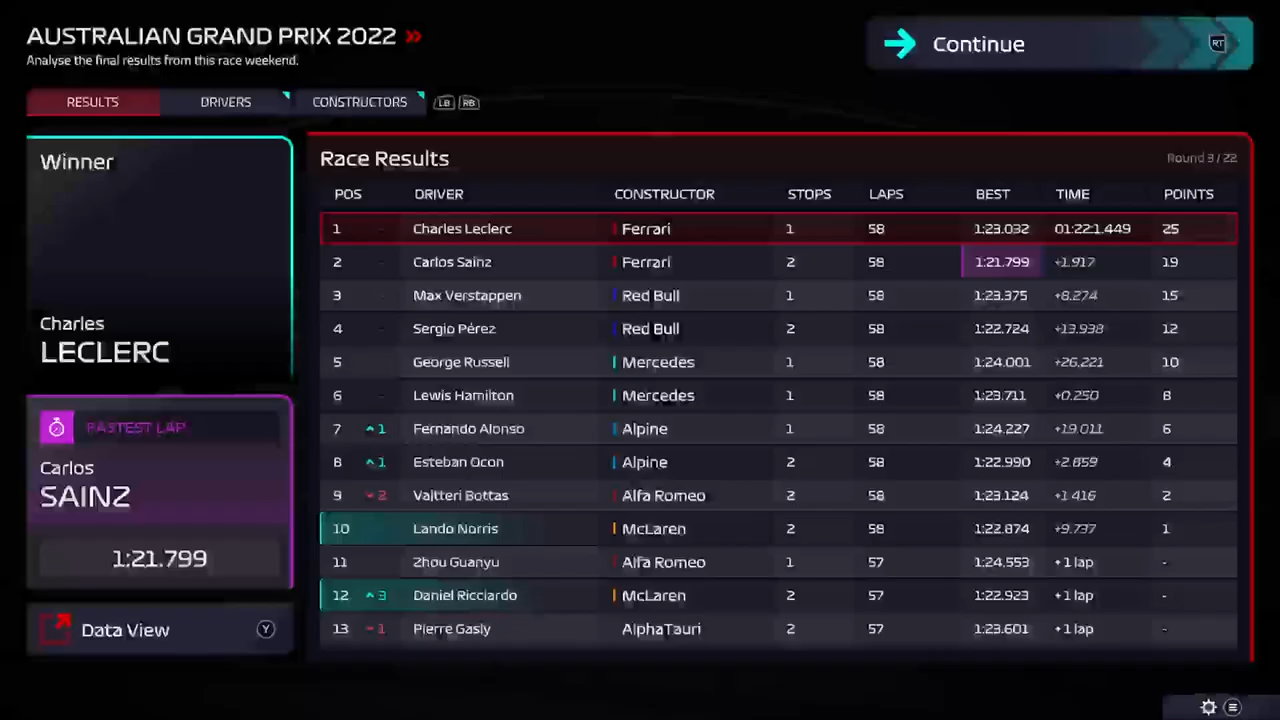 AUSTRALIAN GRAND PRIX 2022
Analyse the final results from this race weekend.
Continue RT
RESULTS DRIVERS CONSTRUCTORS LB RB
Winner
Charles
LECLERC
FASTEST LAP
Carlos
SAINZ
1:21.799
Data View Y
Race Results Round 3 / 22
POS DRIVER CONSTRUCTOR STOPS LAPS BEST TIME POINTS
1 - Charles Leclerc Ferrari 1 58 1:23.032 01:22:1.449 25
2 - Carlos Sainz Ferrari 2 58 1:21.799 +1.917 19
3 - Max Verstappen Red Bull 1 58 1:23.375 +8.274 15
4 - Sergio Pérez Red Bull 2 58 1:22.724 +13.938 12
5 George Russell Mercedes 1 58 1:24.001 +26.221 10
6 - Lewis Hamilton Mercedes 1 58 1:23.711 +0.250 8
7 1 Fernando Alonso Alpine 1 58 1:24.227 +19.011 6
8 1 Esteban Ocon Alpine 2 58 1:22.990 +2.859 4
9 2 Valtteri Bottas Alfa Romeo 2 58 1:23.124 +1.416 2
10 Lando Norris McLaren 2 58 1:22.874 +9.737 1
11 Zhou Guanyu Alfa Romeo 1 57 1:24.553 +1 lap -
12 3 Daniel Ricciardo McLaren 2 57 1:22.923 +1 lap -
13 1 Pierre Gasly AlphaTauri 2 57 1:23.601 +1 lap -